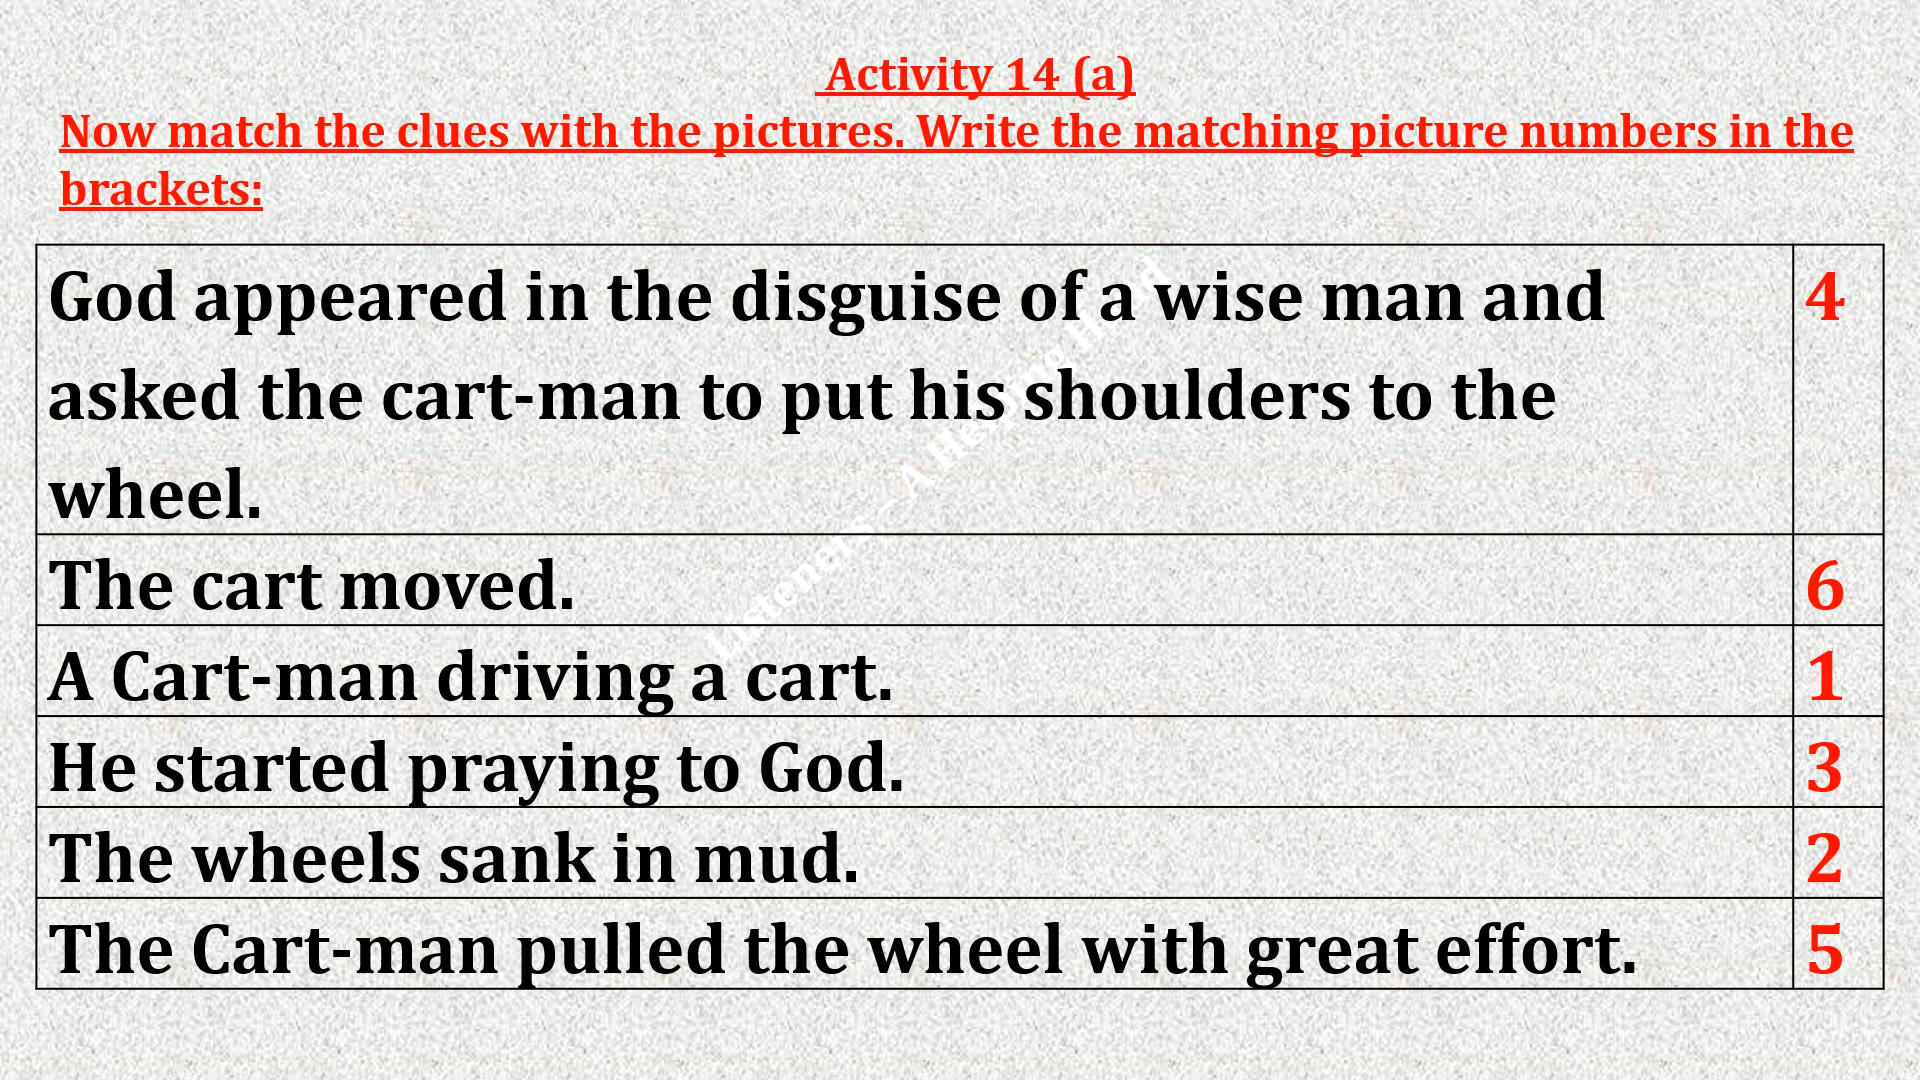 Activity 14 (a)
Now match the clues with the pictures. Write the matching picture numbers in the
brackets:
God appeared in the disguise of a wise man and 4
asked the cart-man to put his shoulders to the
wheel.
The cart moved. 6
A Cart-man driving a cart. 1
He started praying to God. 3
The wheels sank in mud. 2
The Cart-man pulled the wheel with great effort. 5
A Helping